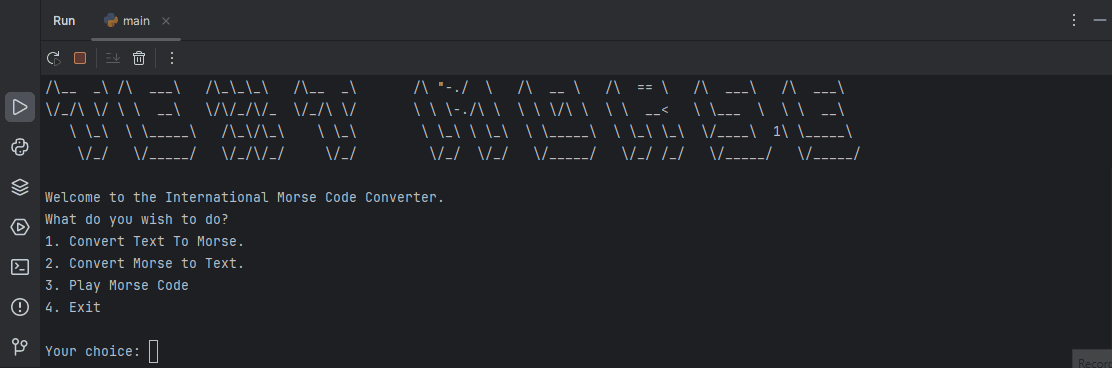 Run main
/\__  _\ /\  ___\   /\_\_\_\   /\__  _\       /\ "-./  \   /\  __ \   /\  == \   /\  ___\   /\  ___\
\/_/\ \/ \ \  __\   \/\/_/\/_  \/_/\ \/       \ \ \-./\ \  \ \ \/\ \  \ \  __<   \ \___  \  \ \  __\
   \ \_\  \ \_____\   /\_\/\_\    \ \_\        \ \_\ \ \_\  \ \_____\  \ \_\ \_\  \/____\  1\ \_____\
    \/_/   \/_____/   \/_/\/_/     \/_/         \/_/  \/_/   \/_____/   \/_/ /_/   \/_____/   \/_____/
Welcome to the International Morse Code Converter.
What do you wish to do?
1. Convert Text To Morse.
2. Convert Morse to Text.
3. Play Morse Code
4. Exit
Your choice: